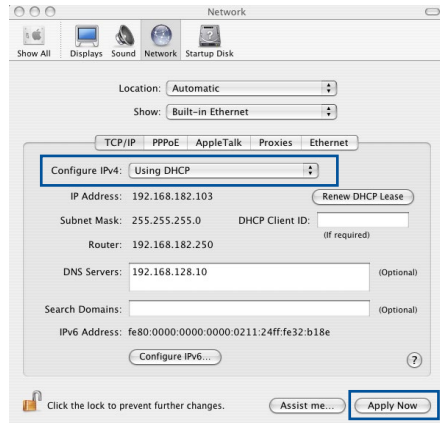 Network
Show All Displays Sound Network Startup Disk
Location: Automatic
Show: Built-in Ethernet
TCP/IP PPPoE AppleTalk Proxies Ethernet
Configure IPv4: Using DHCP
IP Address: 192.168.182.103 Renew DHCP Lease
Subnet Mask: 255.255.255.0 DHCP Client ID:
(If required)
Router: 192.168.182.250
DNS Servers: 192.168.128.10 (Optional)
Search Domains: (Optional)
IPv6 Address: fe80:0000:0000:0000:0211:24ff:fe32:b18e
Configure IPv6... ?
Click the lock to prevent further changes. Assist me... Apply Now